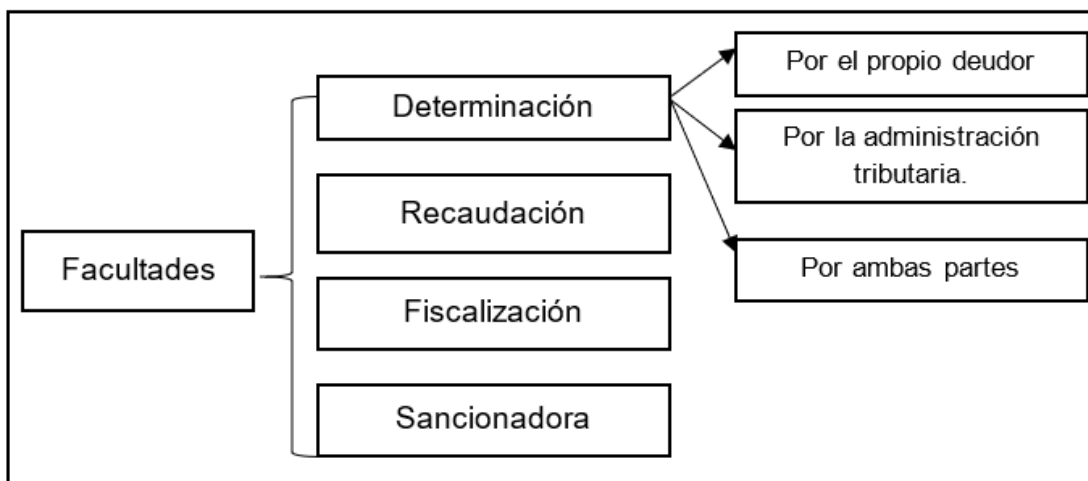 Facultades
Determinación
Recaudación
Fiscalización
Sancionadora
Por el propio deudor
Por la administración
tributaria.
Por ambas partes